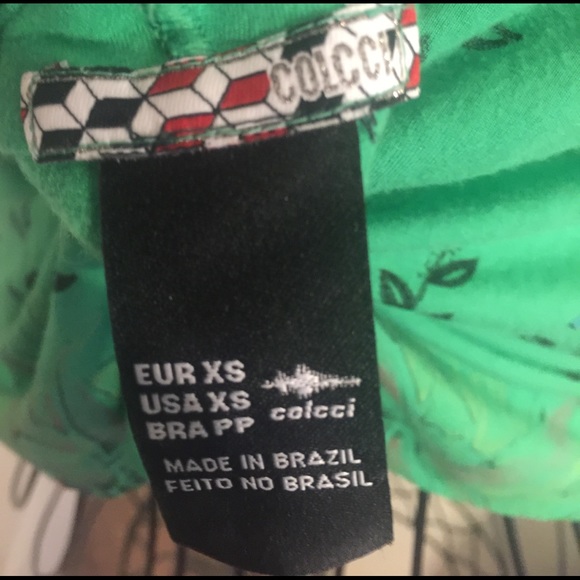 COLCCI
EUR XS
USA XS
BRA PP
colcci
MADE IN BRAZIL
FEITO NO BRASIL